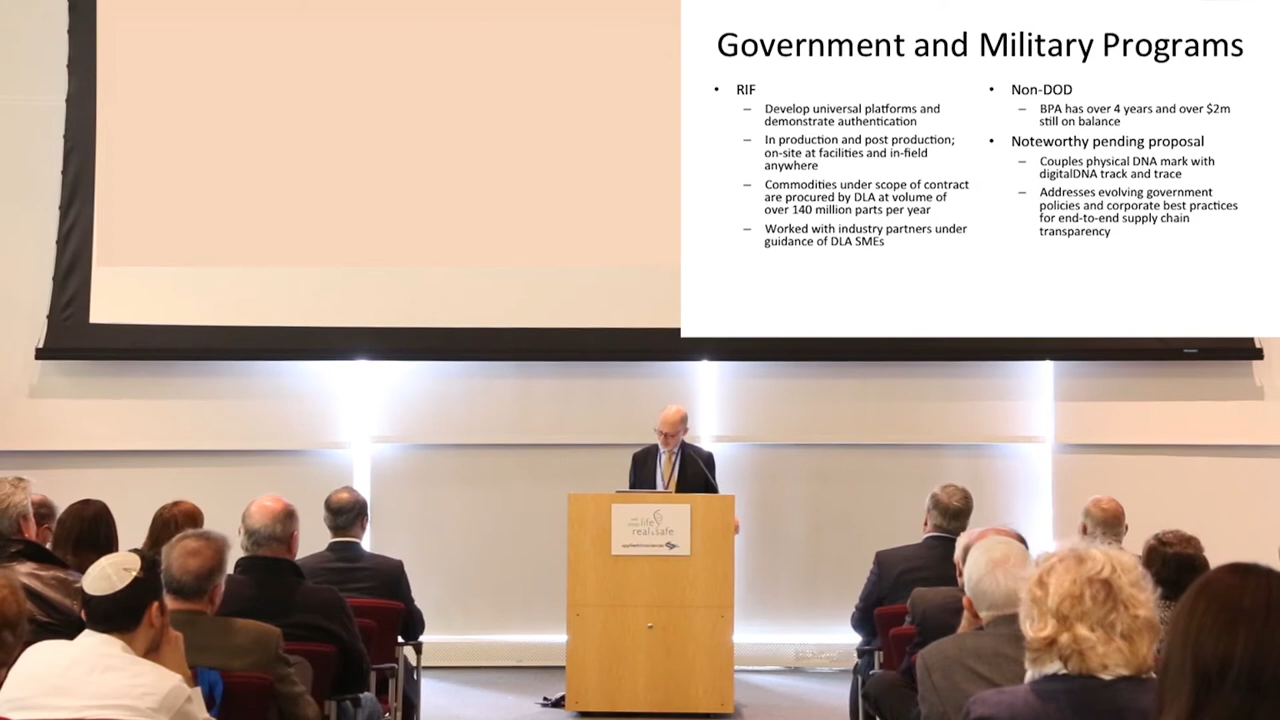 Government and Military Programs
• RIF
– Develop universal platforms and
demonstrate authentication
– In production and post production;
on-site at facilities and in-field
anywhere
– Commodities under scope of contract
are procured by DLA at volume of
over 140 million parts per year
– Worked with industry partners under
guidance of DLA SMEs
• Non-DOD
– BPA has over 4 years and over $2m
still on balance
• Noteworthy pending proposal
– Couples physical DNA mark with
digitalDNA track and trace
– Addresses evolving government
policies and corporate best practices
for end-to-end supply chain
transparency
life
real&safe